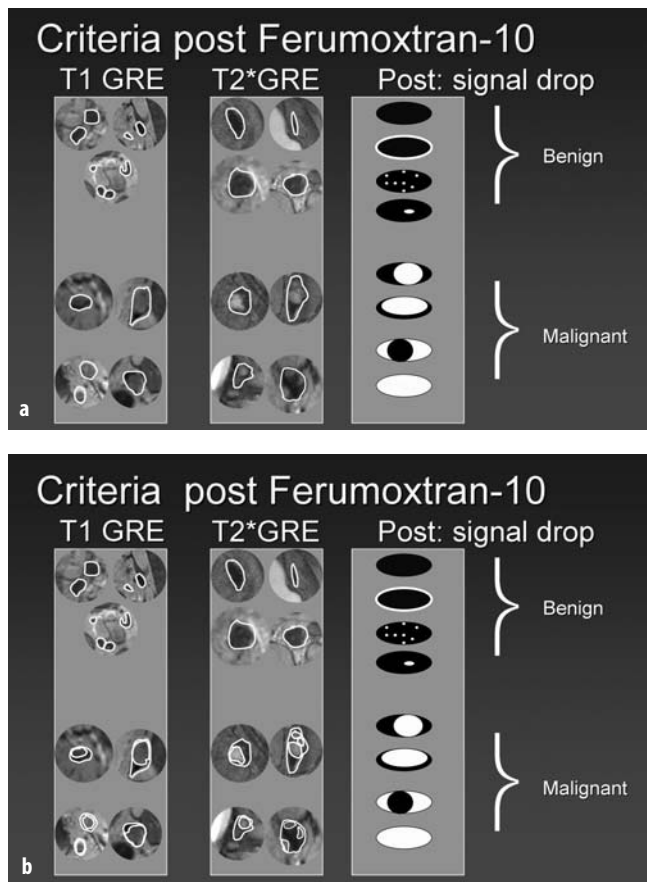 Criteria post Ferumoxtran-10
T1 GRE T2*GRE Post: signal drop
Benign
Malignant
a
Criteria post Ferumoxtran-10
T1 GRE T2*GRE Post: signal drop
Benign
Malignant
b